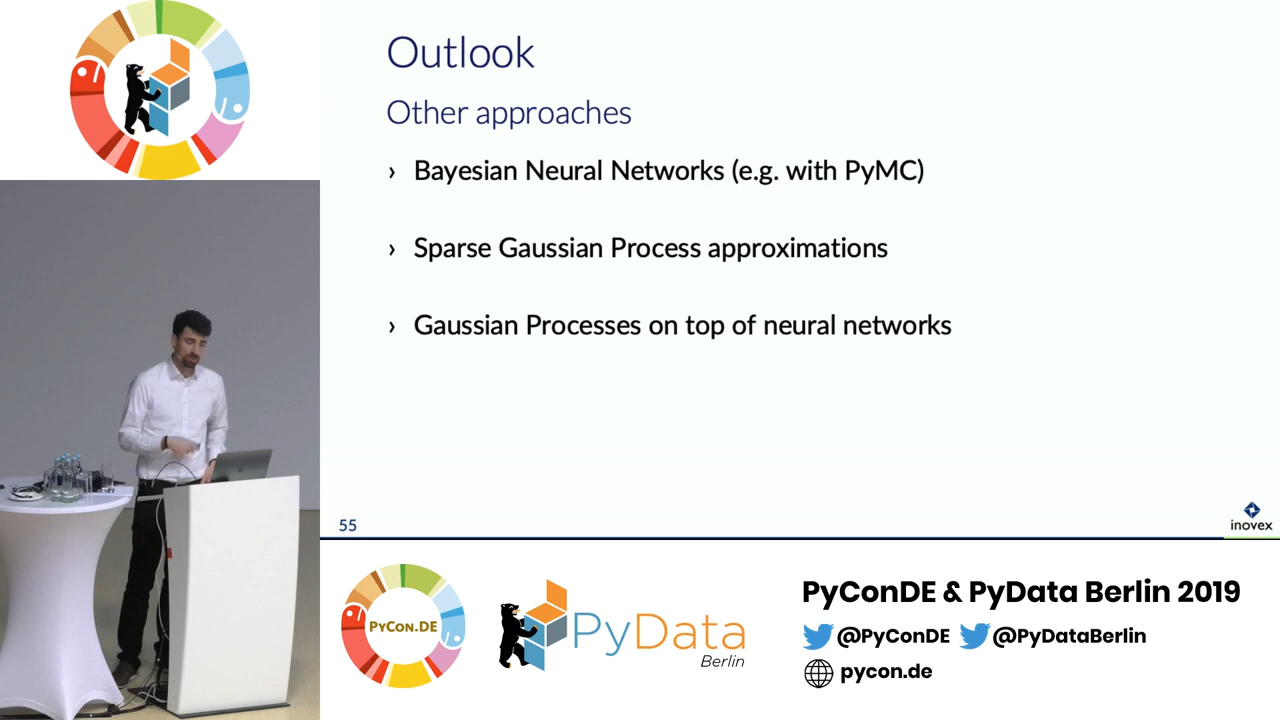 Outlook
Other approaches
› Bayesian Neural Networks (e.g. with PyMC)
› Sparse Gaussian Process approximations
› Gaussian Processes on top of neural networks
55
inovex
PYCON.DE
PyData
Berlin
PyConDE & PyData Berlin 2019
@PyConDE @PyDataBerlin
pycon.de